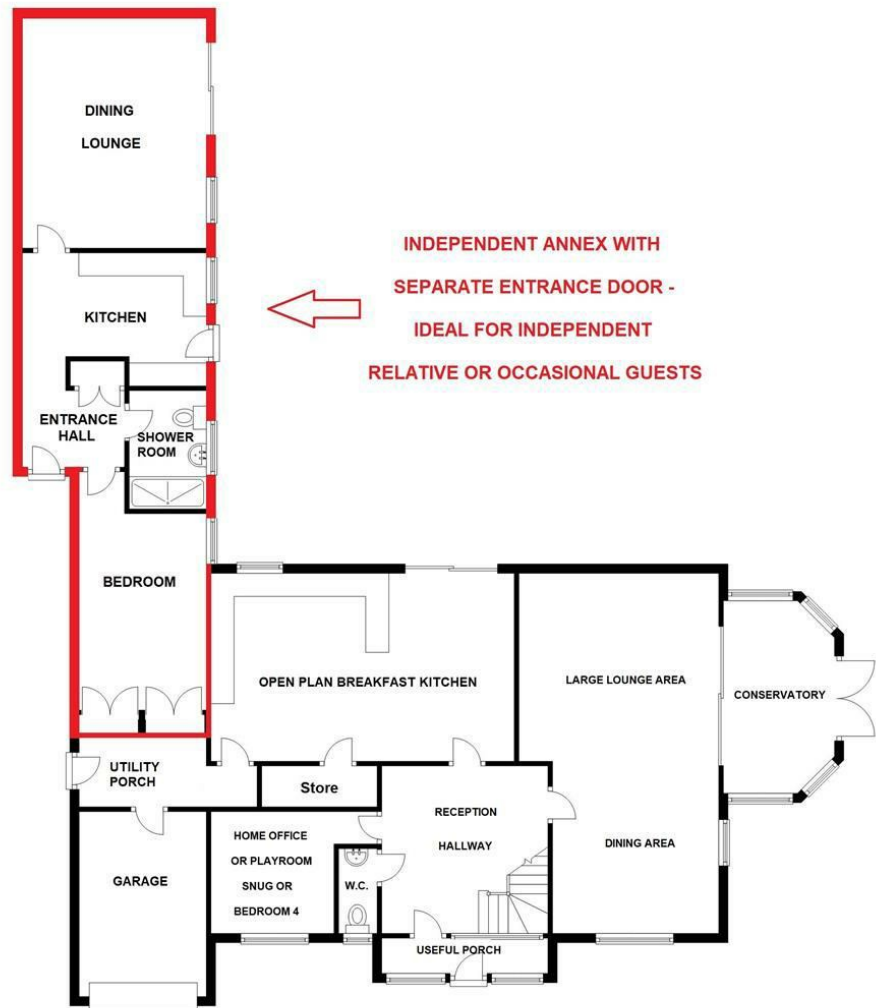 DINING
LOUNGE
INDEPENDENT ANNEX WITH
SEPARATE ENTRANCE DOOR -
IDEAL FOR INDEPENDENT
RELATIVE OR OCCASIONAL GUESTS
KITCHEN
ENTRANCE
HALL
SHOWER
ROOM
BEDROOM
OPEN PLAN BREAKFAST KITCHEN
LARGE LOUNGE AREA
CONSERVATORY
UTILITY
PORCH
Store
RECEPTION
HALLWAY
HOME OFFICE
OR PLAYROOM
SNUG OR
BEDROOM 4
W.C.
DINING AREA
GARAGE
USEFUL PORCH